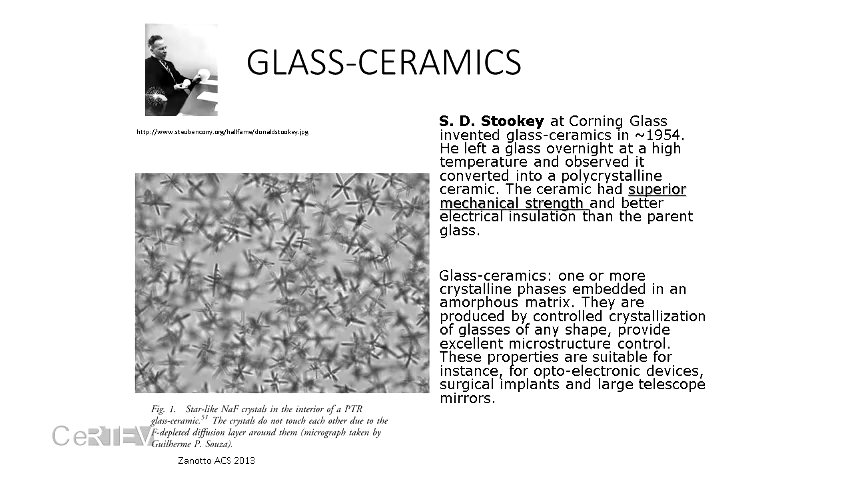 GLASS-CERAMICS
http://www.steubencony.org/hallfame/donaldstookey.jpg
S. D. Stookey at Corning Glass
invented glass-ceramics in ~1954.
He left a glass overnight at a high
temperature and observed it
converted into a polycrystalline
ceramic. The ceramic had superior
mechanical strength and better
electrical insulation than the parent
glass.
Glass-ceramics: one or more
crystalline phases embedded in an
amorphous matrix. They are
produced by controlled crystallization
of glasses of any shape, provide
excellent microstructure control.
These properties are suitable for
instance, for opto-electronic devices,
surgical implants and large telescope
mirrors.
Fig. 1. Star-like NaF crystals in the interior of a PTR
glass-ceramic.51 The crystals do not touch each other due to the
F-depleted diffusion layer around them (micrograph taken by
Guilherme P. Souza).
CeRTEV
Zanotto ACS 2013